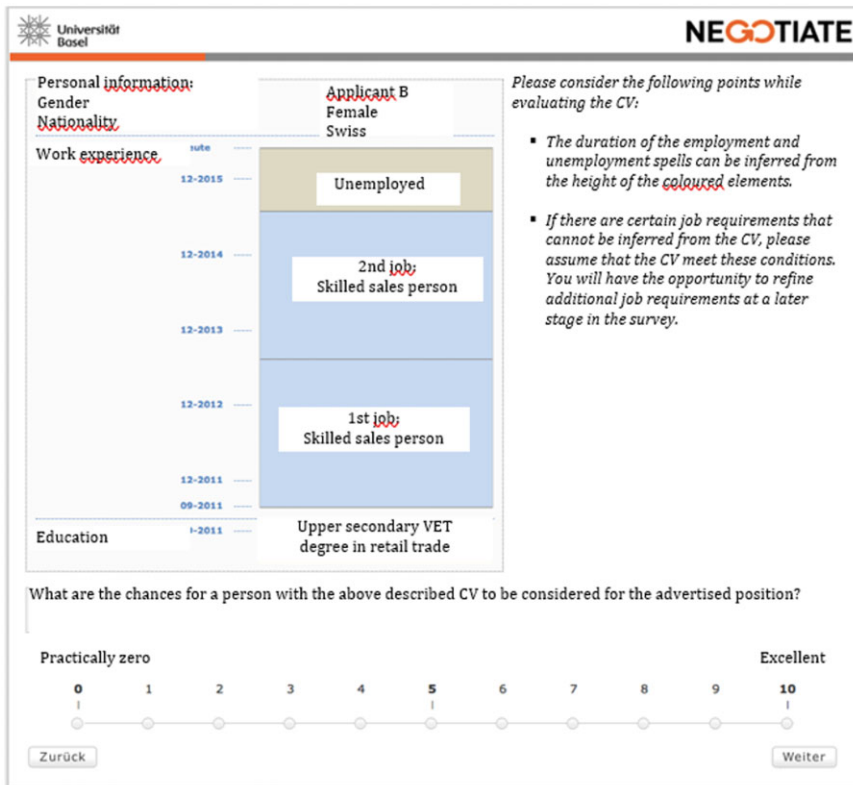 Universität
Basel
NEGOTIATE
Personal information:
Gender
Nationality
Applicant B
Female
Swiss
Work experience
12-2015
12-2014
12-2013
12-2012
12-2011
09-2011
-2011
Unemployed
2nd job;
Skilled sales person
1st job;
Skilled sales person
Education
Upper secondary VET
degree in retail trade
Please consider the following points while
evaluating the CV:
▪ The duration of the employment and
unemployment spells can be inferred from
the height of the coloured elements.
▪ If there are certain job requirements that
cannot be inferred from the CV, please
assume that the CV meet these conditions.
You will have the opportunity to refine
additional job requirements at a later
stage in the survey.
What are the chances for a person with the above described CV to be considered for the advertised position?
Practically zero Excellent
0 1 2 3 4 5 6 7 8 9 10
Zurück Weiter